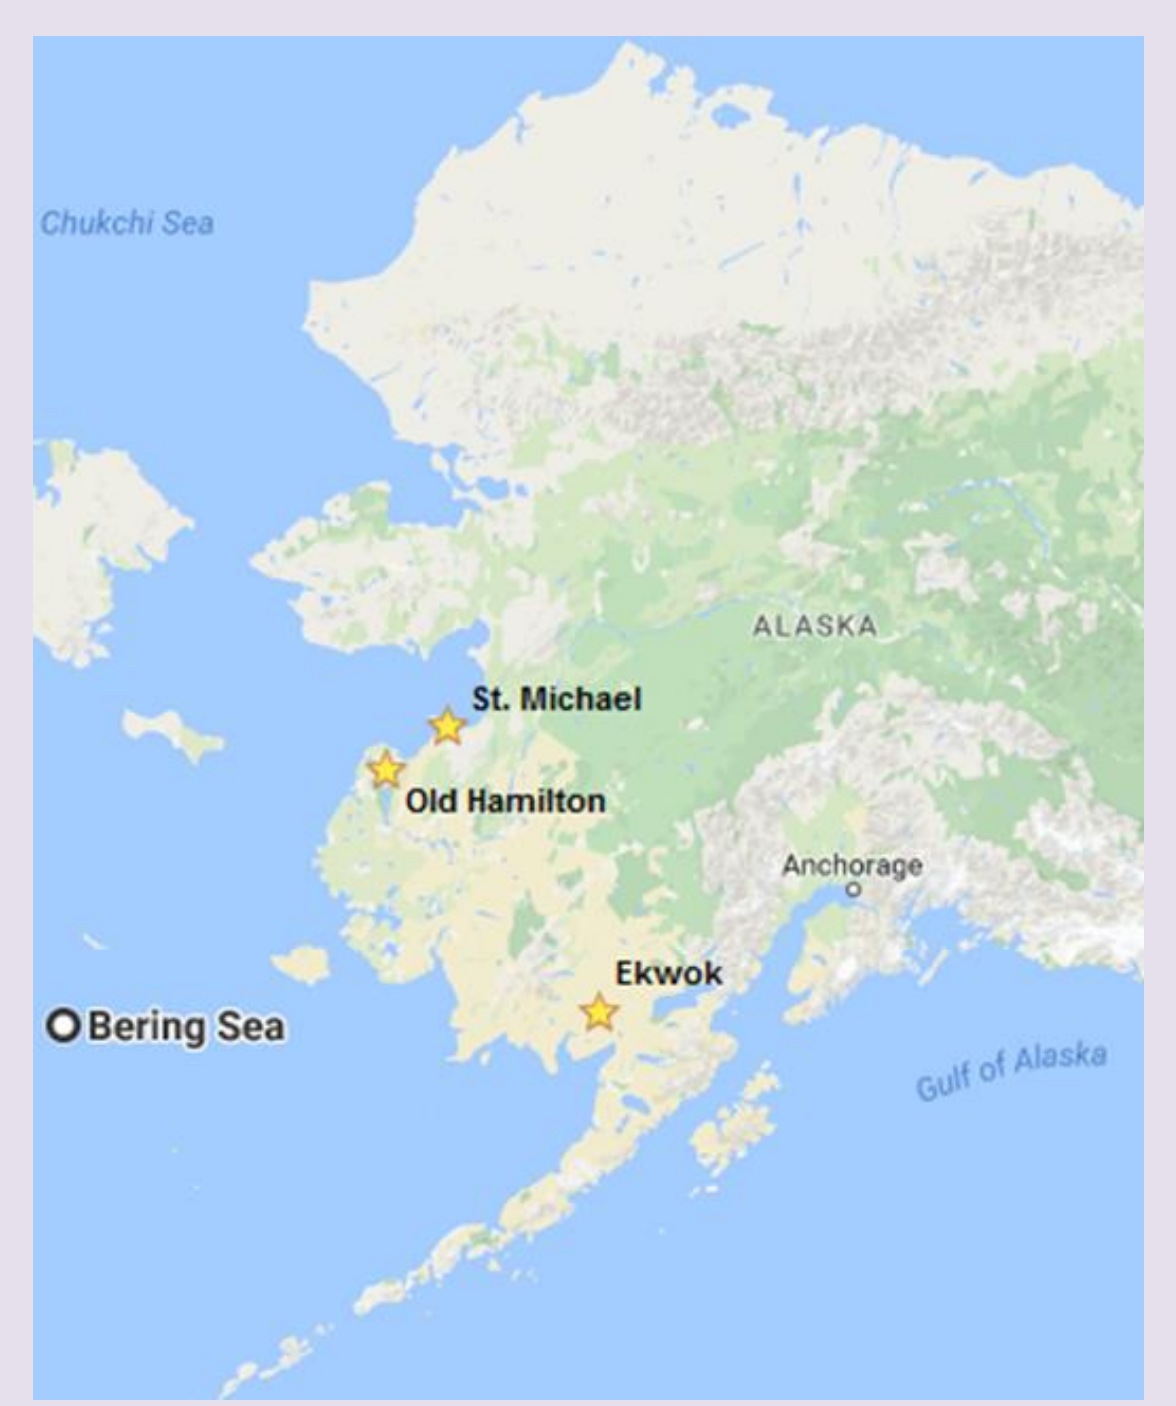 Chukchi Sea
ALASKA
St. Michael
Old Hamilton
Anchorage
Ekwok
Bering Sea
Gulf of Alaska